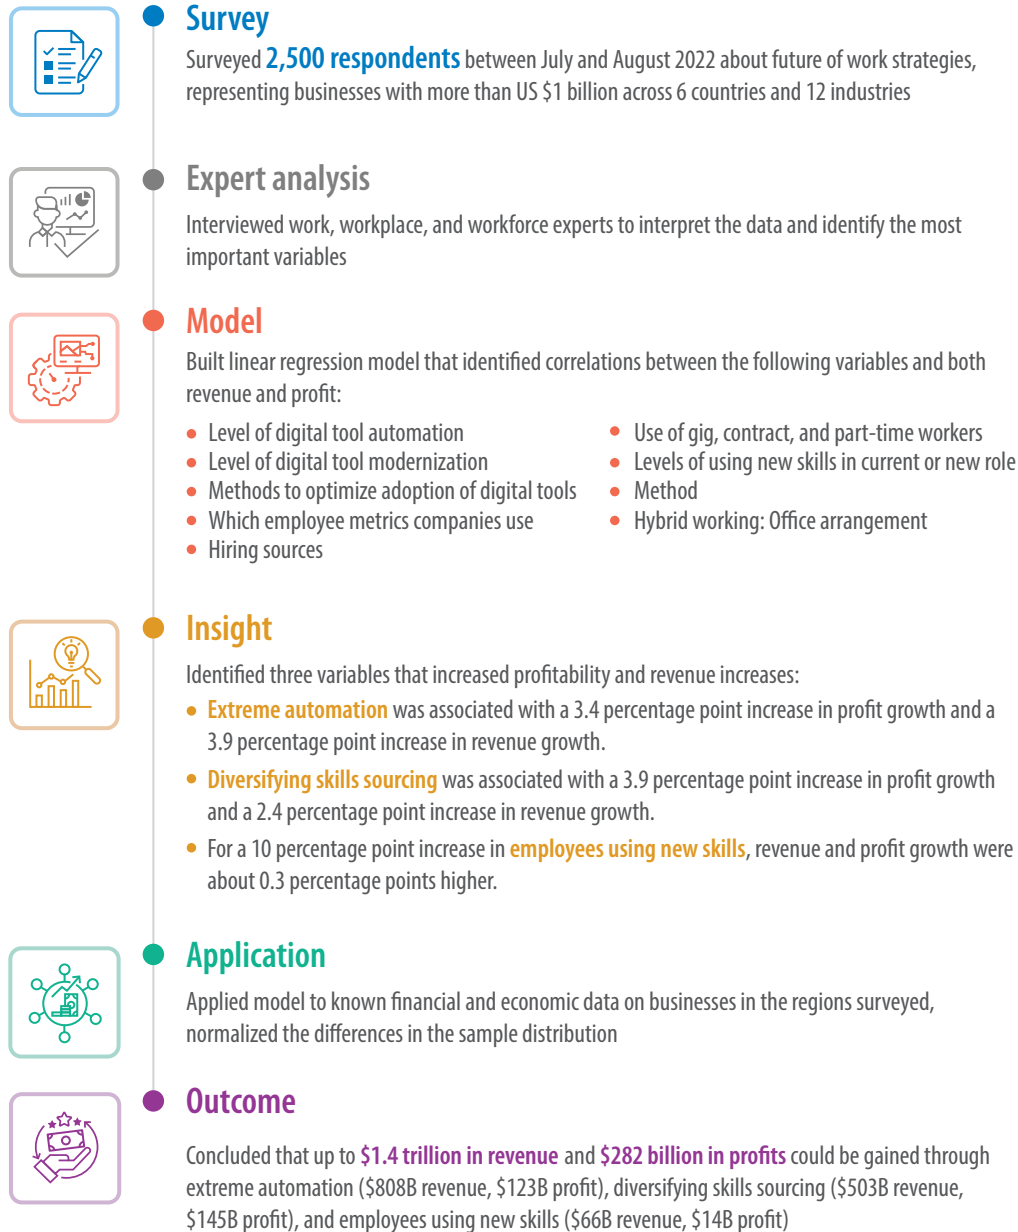 Survey
Surveyed 2,500 respondents between July and August 2022 about future of work strategies,
representing businesses with more than US $1 billion across 6 countries and 12 industries
Expert analysis
Interviewed work, workplace, and workforce experts to interpret the data and identify the most
important variables
Model
Built linear regression model that identified correlations between the following variables and both
revenue and profit:
• Level of digital tool automation
• Level of digital tool modernization
• Methods to optimize adoption of digital tools
• Which employee metrics companies use
• Hiring sources
• Use of gig, contract, and part-time workers
• Levels of using new skills in current or new role
• Method
• Hybrid working: Office arrangement
Insight
Identified three variables that increased profitability and revenue increases:
• Extreme automation was associated with a 3.4 percentage point increase in profit growth and a
3.9 percentage point increase in revenue growth.
• Diversifying skills sourcing was associated with a 3.9 percentage point increase in profit growth
and a 2.4 percentage point increase in revenue growth.
• For a 10 percentage point increase in employees using new skills, revenue and profit growth were
about 0.3 percentage points higher.
Application
Applied model to known financial and economic data on businesses in the regions surveyed,
normalized the differences in the sample distribution
Outcome
Concluded that up to $1.4 trillion in revenue and $282 billion in profits could be gained through
extreme automation ($808B revenue, $123B profit), diversifying skills sourcing ($503B revenue,
$145B profit), and employees using new skills ($66B revenue, $14B profit)